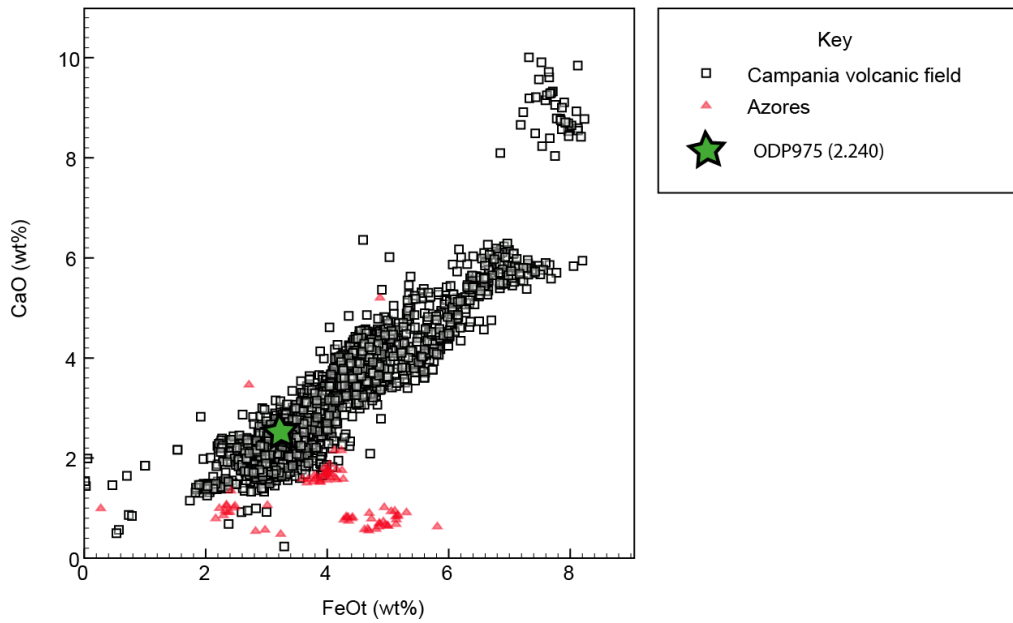 Key
Campania volcanic field
Azores
ODP975 (2.240)
10
8
6
4
2
0
CaO (wt%)
0 2 4 6 8
FeOt (wt%)